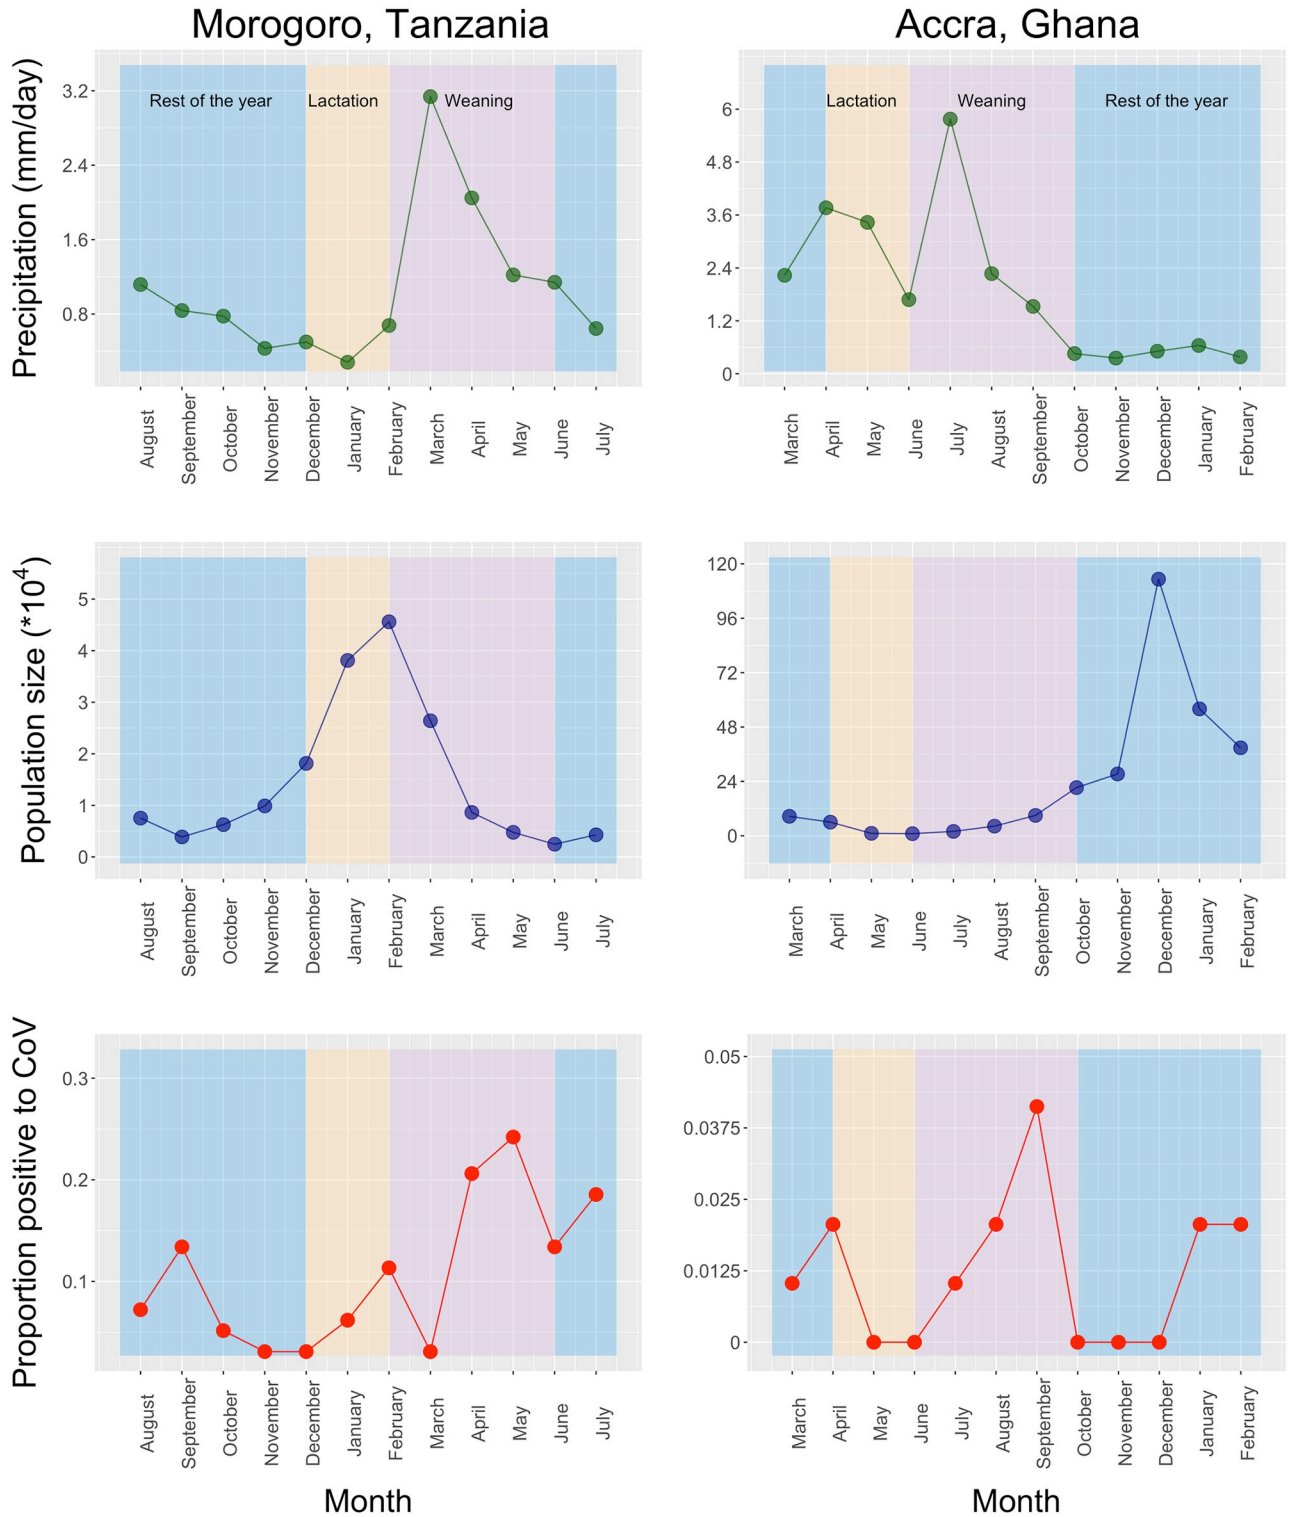 Morogoro, Tanzania
Accra, Ghana
Precipitation (mm/day)
3.2
2.4
1.6
0.8
Rest of the year
Lactation
Weaning
August
September
October
November
December
January
February
March
April
May
June
July
6
4.8
3.6
2.4
1.2
0
Lactation
Weaning
Rest of the year
March
April
May
June
July
August
September
October
November
December
January
February
Population size (*10⁴)
5
4
3
2
1
0
August
September
October
November
December
January
February
March
April
May
June
July
120
96
72
48
24
0
March
April
May
June
July
August
September
October
November
December
January
February
Proportion positive to CoV
0.3
0.2
0.1
August
September
October
November
December
January
February
March
April
May
June
July
Month
0.05
0.0375
0.025
0.0125
0
March
April
May
June
July
August
September
October
November
December
January
February
Month